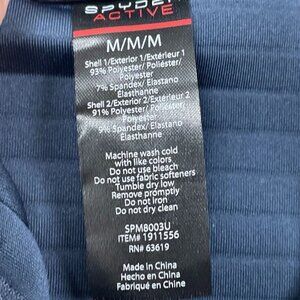 SPYDER
ACTIVE
M/M/M
Shell 1/Exterior 1/Extérieur 1
93% Polyester/ Poliéster/
Polyester
7% Spandex/ Elastano
Élasthanne
Shell 2/Exterior 2/Extérieur 2
91% Polyester/ Poliéster/
Polyester
9% Spandex/ Elastano
Élasthanne
Machine wash cold
with like colors
Do not use bleach
Do not use fabric softeners
Tumble dry low
Remove promptly
Do not iron
Do not dry clean
SPM8003U
ITEM# 1911556
RN# 63619
Made in China
Hecho en China
Fabriqué en Chine